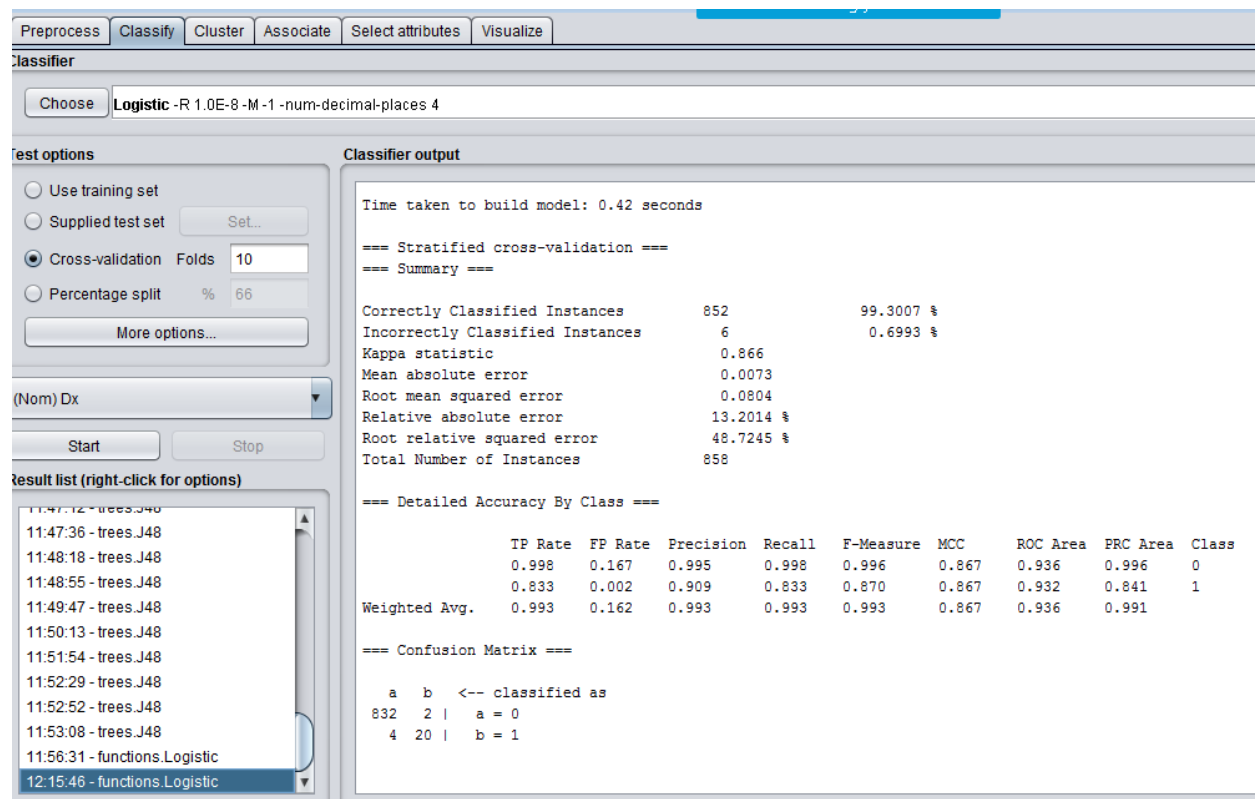 Preprocess Classify Cluster Associate Select attributes Visualize
Classifier
Choose Logistic -R 1.0E-8 -M -1 -num-decimal-places 4
Test options
Use training set
Supplied test set Set...
Cross-validation Folds 10
Percentage split % 66
More options...
(Nom) Dx
Start Stop
Result list (right-click for options)
11:47:12 - trees.J48
11:47:36 - trees.J48
11:48:18 - trees.J48
11:48:55 - trees.J48
11:49:47 - trees.J48
11:50:13 - trees.J48
11:51:54 - trees.J48
11:52:29 - trees.J48
11:52:52 - trees.J48
11:53:08 - trees.J48
11:56:31 - functions.Logistic
12:15:46 - functions.Logistic
Classifier output
Time taken to build model: 0.42 seconds
=== Stratified cross-validation ===
=== Summary ===
Correctly Classified Instances 852 99.3007 %
Incorrectly Classified Instances 6 0.6993 %
Kappa statistic 0.866
Mean absolute error 0.0073
Root mean squared error 0.0804
Relative absolute error 13.2014 %
Root relative squared error 48.7245 %
Total Number of Instances 858
=== Detailed Accuracy By Class ===
TP Rate FP Rate Precision Recall F-Measure MCC ROC Area PRC Area Class
0.998 0.167 0.995 0.998 0.996 0.867 0.936 0.996 0
0.833 0.002 0.909 0.833 0.870 0.867 0.932 0.841 1
Weighted Avg. 0.993 0.162 0.993 0.993 0.993 0.867 0.936 0.991
=== Confusion Matrix ===
a b <-- classified as
832 2 | a = 0
4 20 | b = 1